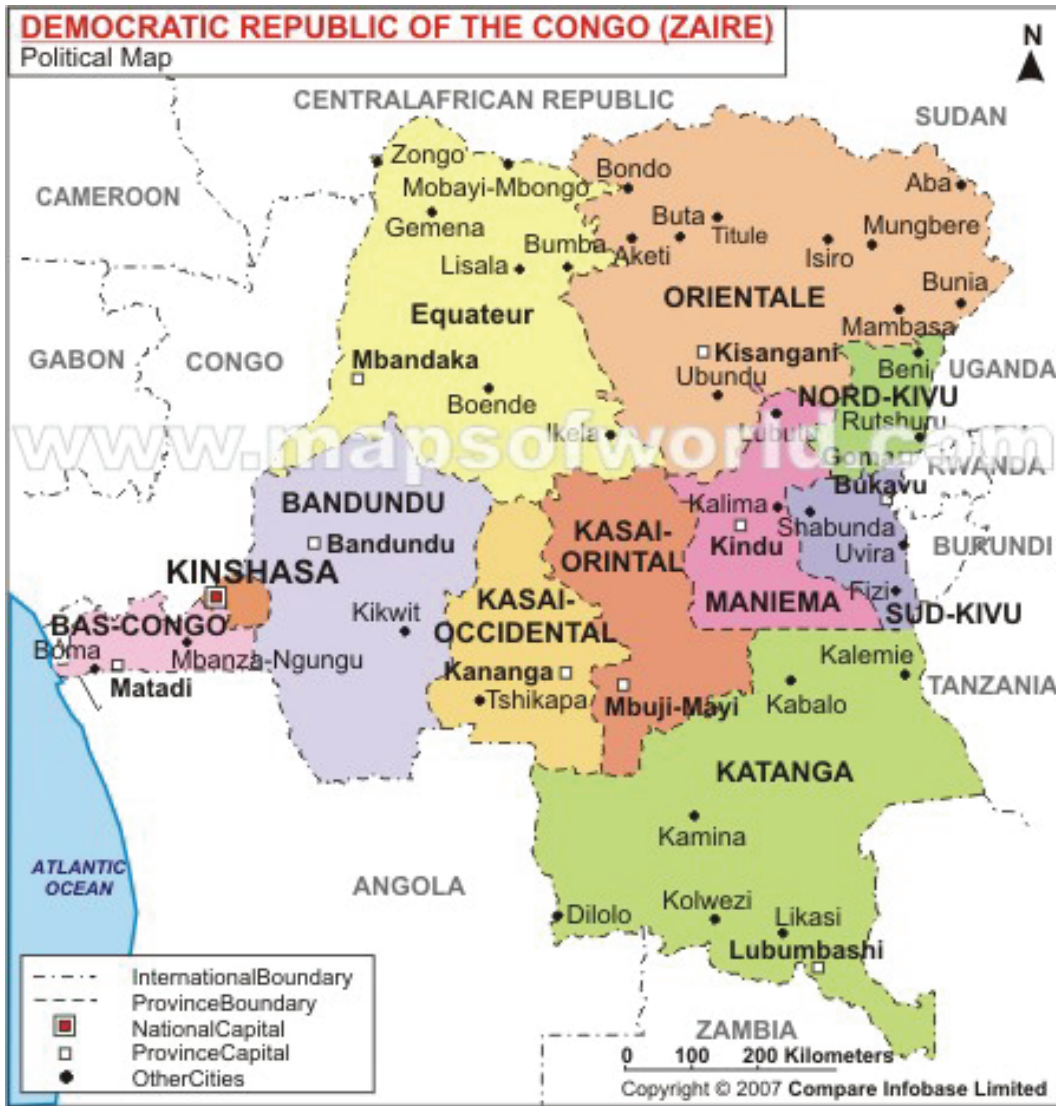 DEMOCRATIC REPUBLIC OF THE CONGO (ZAIRE)
Political Map
N
CENTRALAFRICAN REPUBLIC
SUDAN
CAMEROON
Zongo
Mobayi-Mbongo
Bondo
Aba
Gemena
Buta
Titule
Mungbere
Bumba
Aketi
Isiro
Lisala
Bunia
ORIENTALE
Equateur
Mambasa
GABON
CONGO
Mbandaka
Kisangani
Beni
UGANDA
Ubundu
NORD-KIVU
Boende
Rutshuru
Ikela
Lubutu
www.mapsofworld.com
Goma
RWANDA
BANDUNDU
Bukavu
Kalima
KASAI-
ORINTAL
Shabunda
Bandundu
Kindu
Uvira
BURUNDI
KINSHASA
Fizi
KASAI-
OCCIDENTAL
MANIEMA
SUD-KIVU
BAS-CONGO
Kikwit
Boma
Mbanza-Ngungu
Kalemie
Matadi
Kananga
TANZANIA
Tshikapa
Mbuji-Mayi
Kabalo
KATANGA
Kamina
ATLANTIC
OCEAN
ANGOLA
Dilolo
Kolwezi
Likasi
Lubumbashi
InternationalBoundary
ProvinceBoundary
NationalCapital
ProvinceCapital
OtherCities
ZAMBIA
0 100 200 Kilometers
Copyright © 2007 Compare Infobase Limited